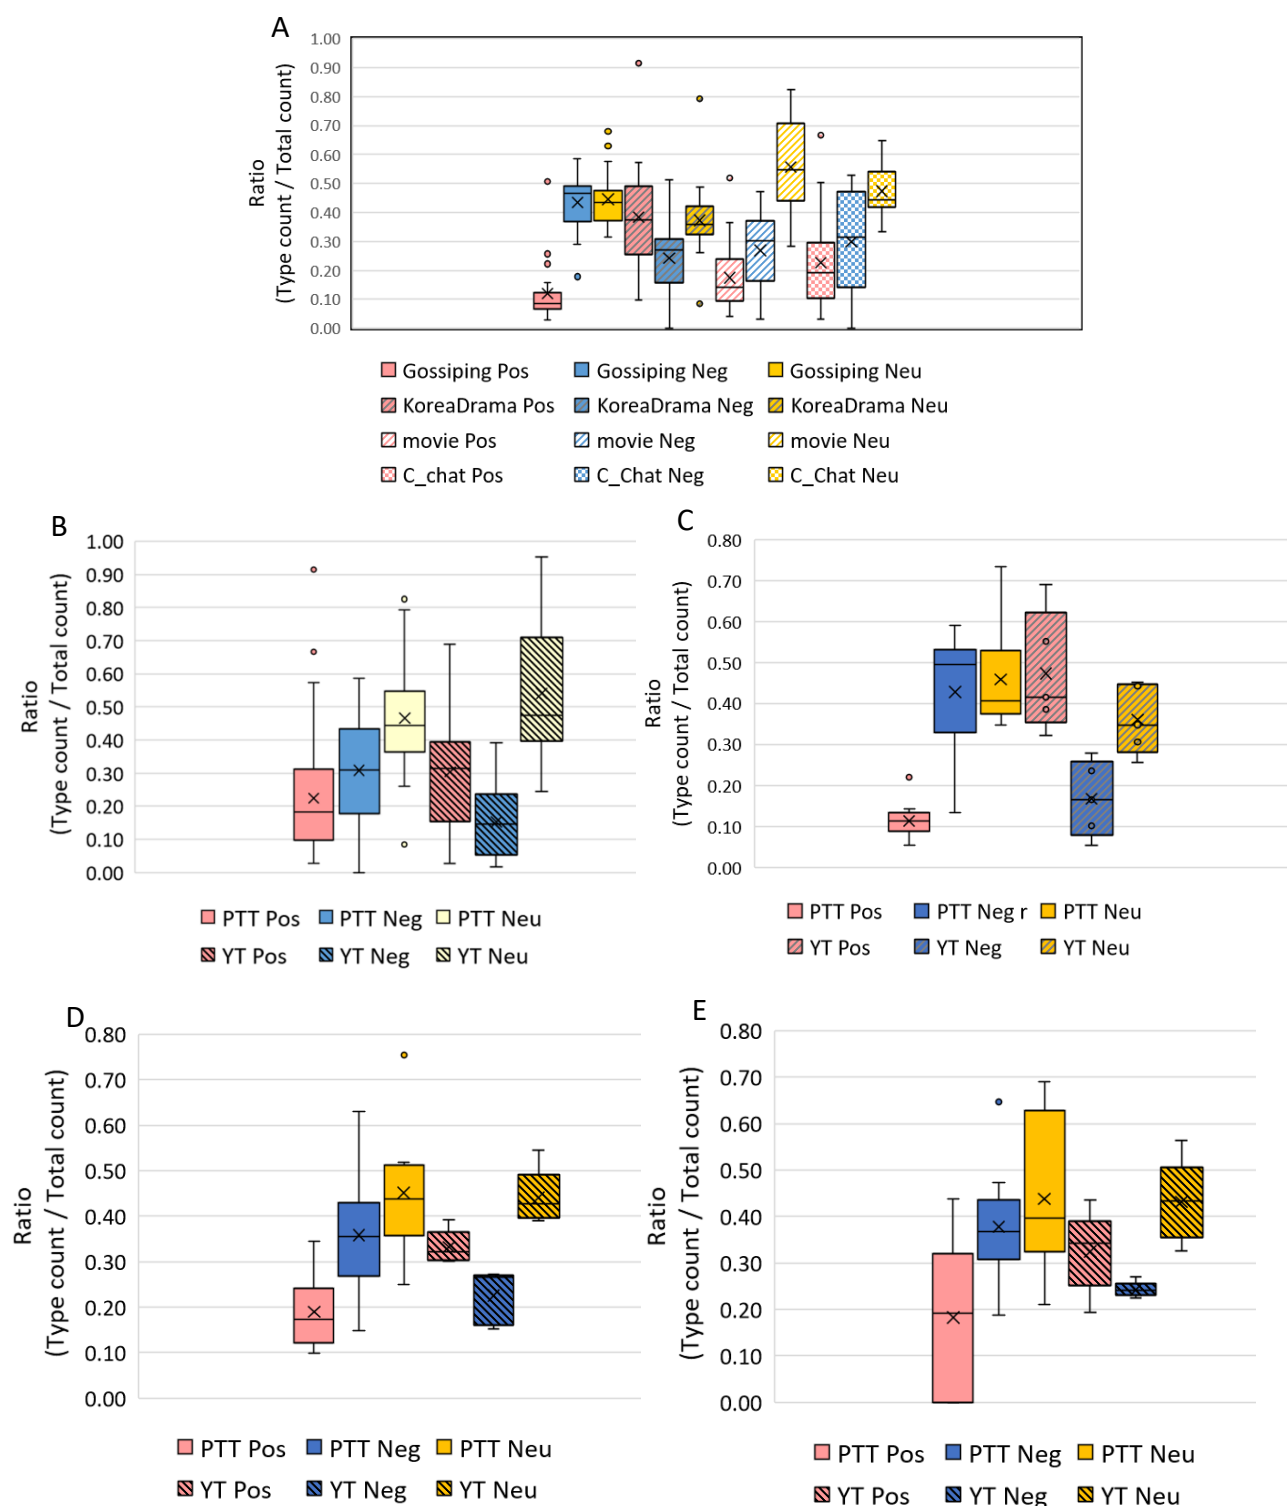 A
Ratio
(Type count / Total count)
1.00
0.90
0.80
0.70
0.60
0.50
0.40
0.30
0.20
0.10
0.00
Gossiping Pos Gossiping Neg Gossiping Neu
KoreaDrama Pos KoreaDrama Neg KoreaDrama Neu
movie Pos movie Neg movie Neu
C_chat Pos C_Chat Neg C_Chat Neu
B
Ratio
(Type count / Total count)
1.00
0.90
0.80
0.70
0.60
0.50
0.40
0.30
0.20
0.10
0.00
PTT Pos PTT Neg PTT Neu
YT Pos YT Neg YT Neu
C
Ratio
(Type count / Total count)
0.80
0.70
0.60
0.50
0.40
0.30
0.20
0.10
0.00
PTT Pos PTT Neg r PTT Neu
YT Pos YT Neg YT Neu
D
Ratio
(Type count / Total count)
0.80
0.70
0.60
0.50
0.40
0.30
0.20
0.10
0.00
PTT Pos PTT Neg PTT Neu
YT Pos YT Neg YT Neu
E
Ratio
(Type count / Total count)
0.80
0.70
0.60
0.50
0.40
0.30
0.20
0.10
0.00
PTT Pos PTT Neg PTT Neu
YT Pos YT Neg YT Neu